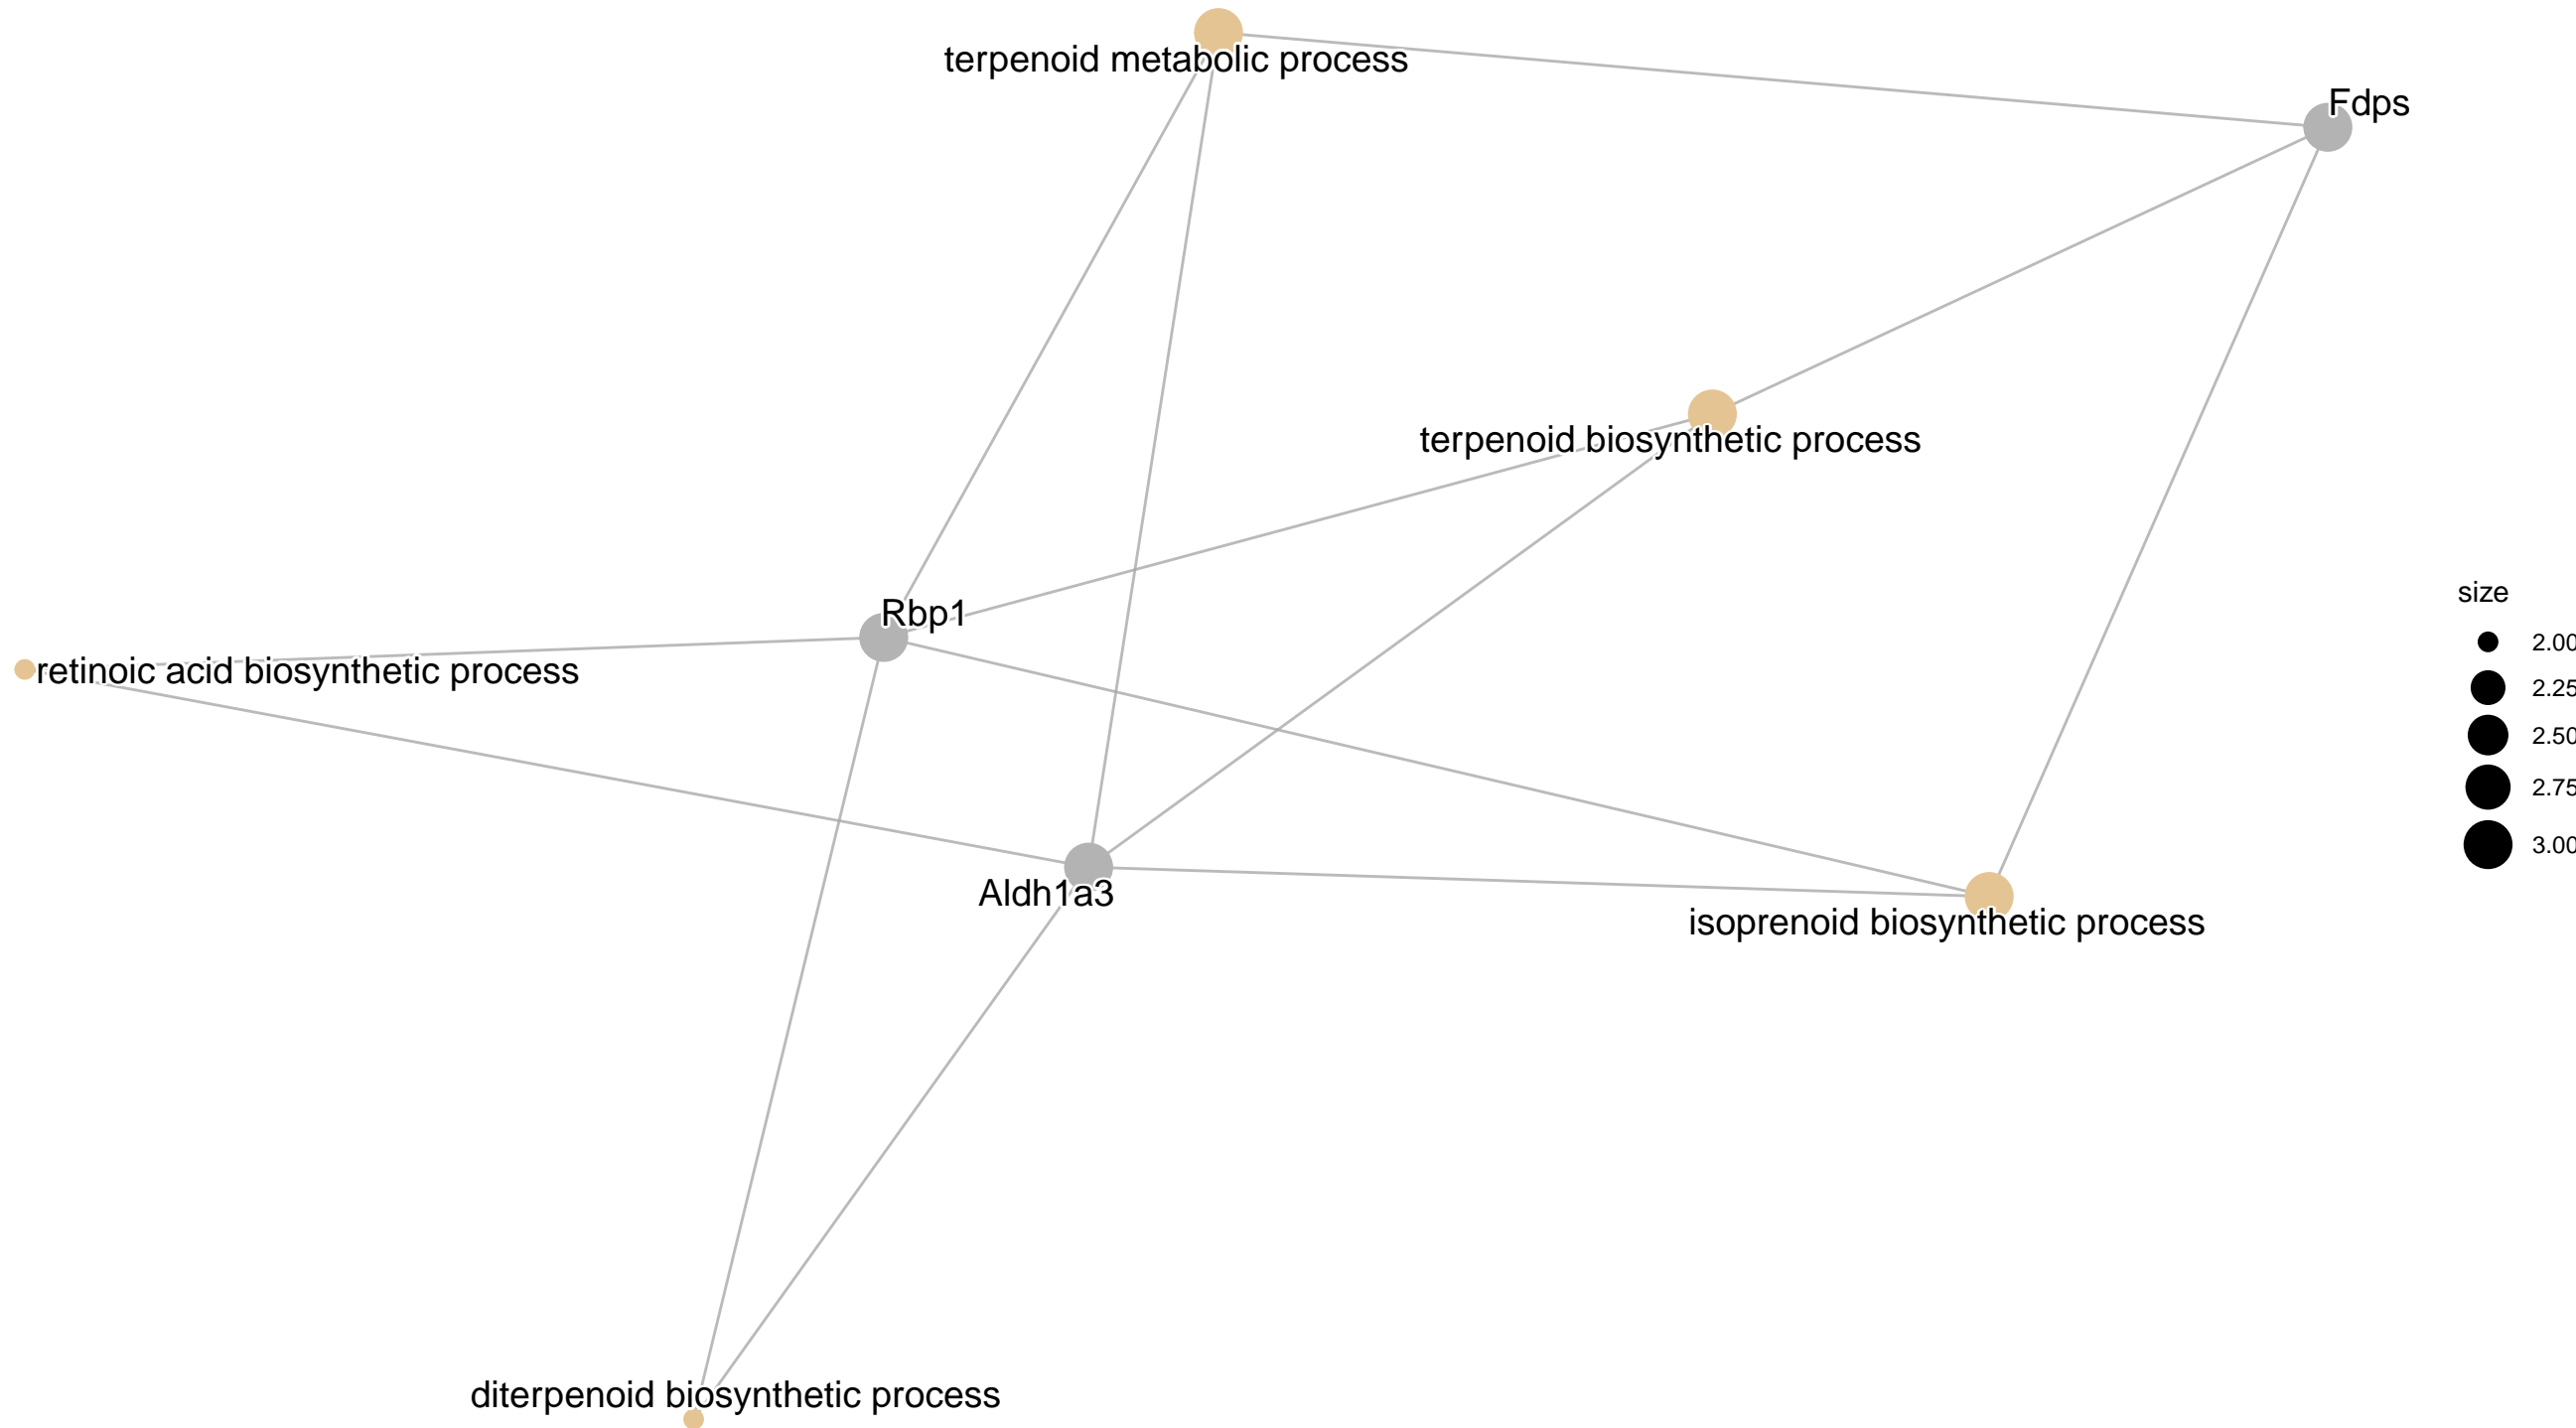 terpenoid metabolic process
Fdps
terpenoid biosynthetic process
Rbp1
retinoic acid biosynthetic process
Aldh1a3
isoprenoid biosynthetic process
diterpenoid biosynthetic process
size
2.00
2.25
2.50
2.75
3.00